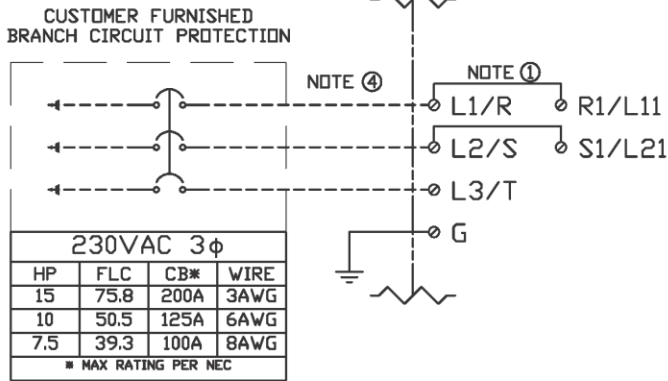 CUSTOMER FURNISHED
BRANCH CIRCUIT PROTECTION
NOTE ④
NOTE ①
L1/R
R1/L11
L2/S
S1/L21
L3/T
G
230VAC 3ϕ
HP FLC CB* WIRE
15 75.8 200A 3AWG
10 50.5 125A 6AWG
7.5 39.3 100A 8AWG
* MAX RATING PER NEC